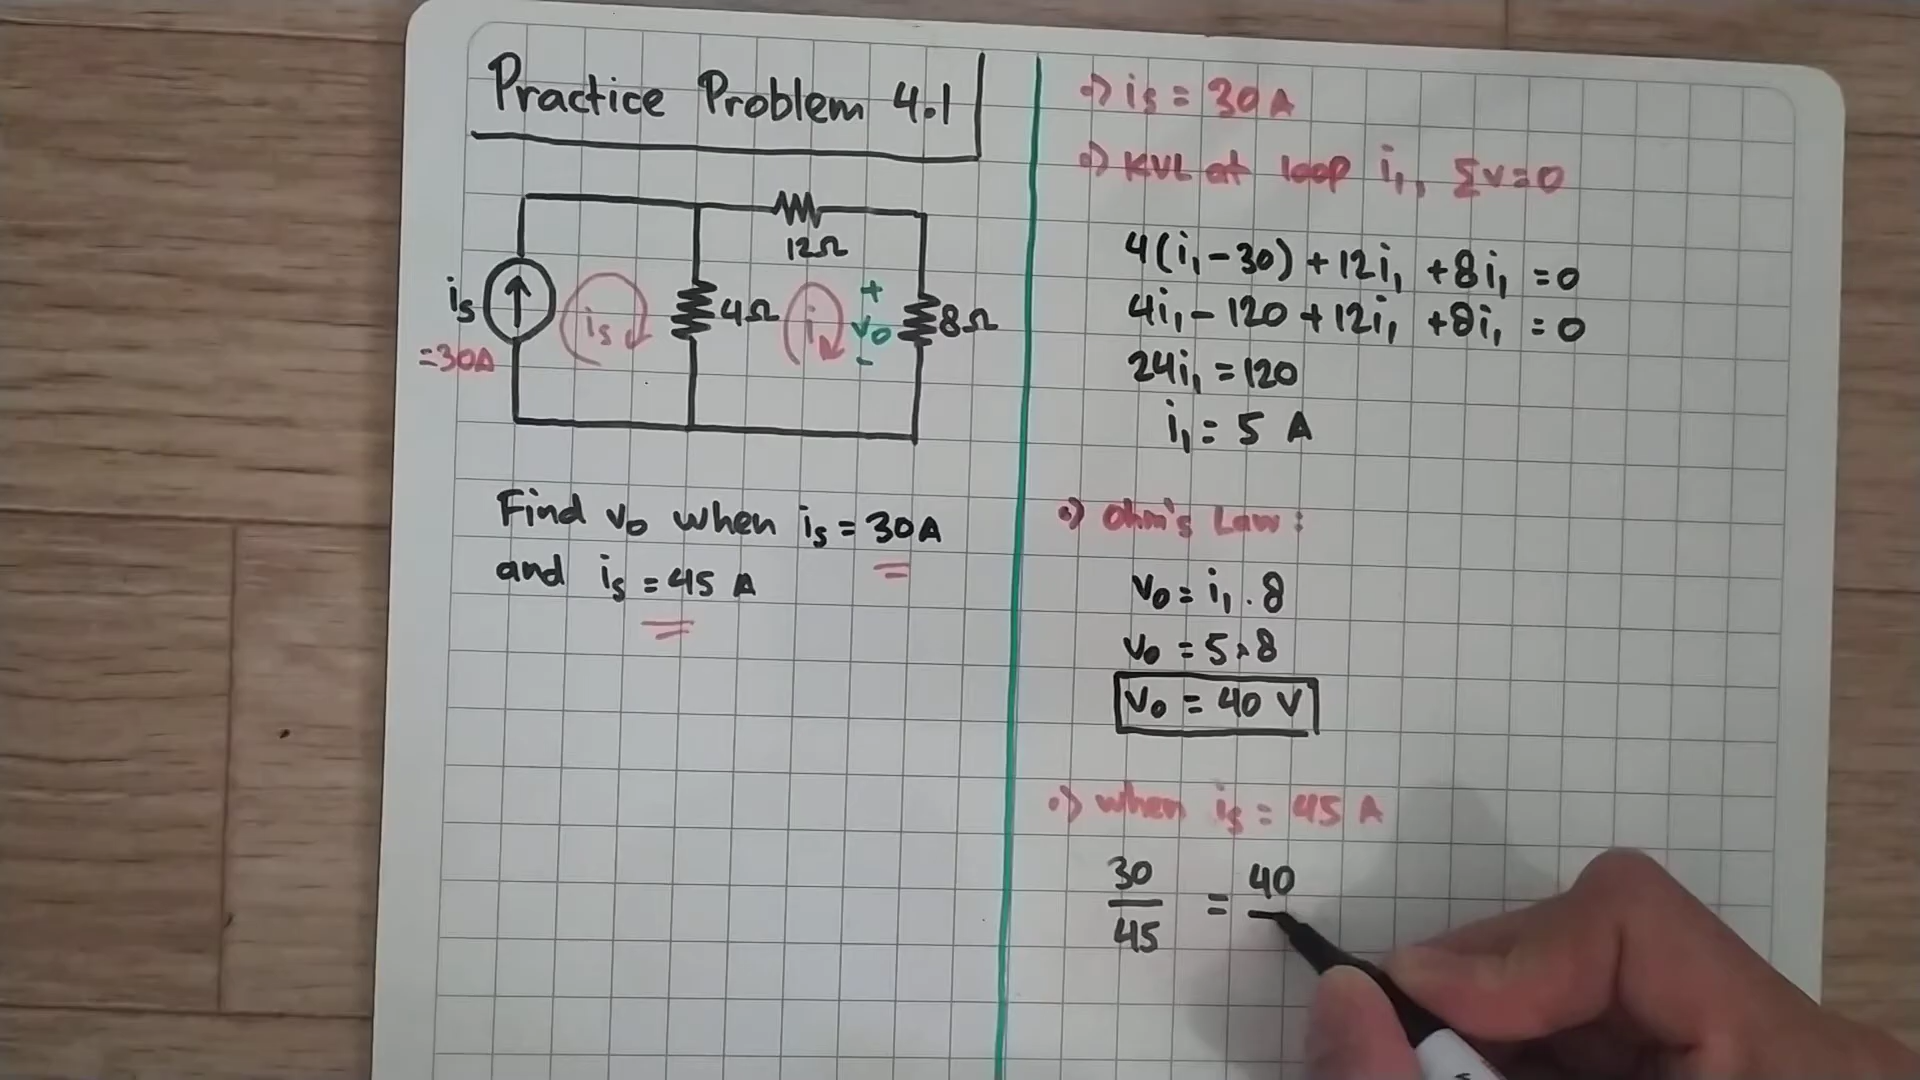 Practice Problem 4.1
12Ω
is
=30A
is
4Ω
i1
+
vo
-
8Ω
Find vo when is = 30A
and is = 45 A
•) is = 30A
•) KVL at loop i1, Σv=0
4(i1 - 30) + 12i1 + 8i1 = 0
4i1 - 120 + 12i1 + 8i1 = 0
24i1 = 120
i1 = 5 A
•) Ohm's Law:
vo = i1 . 8
vo = 5 x 8
vo = 40 V
•) when is = 45 A
30 = 40
45